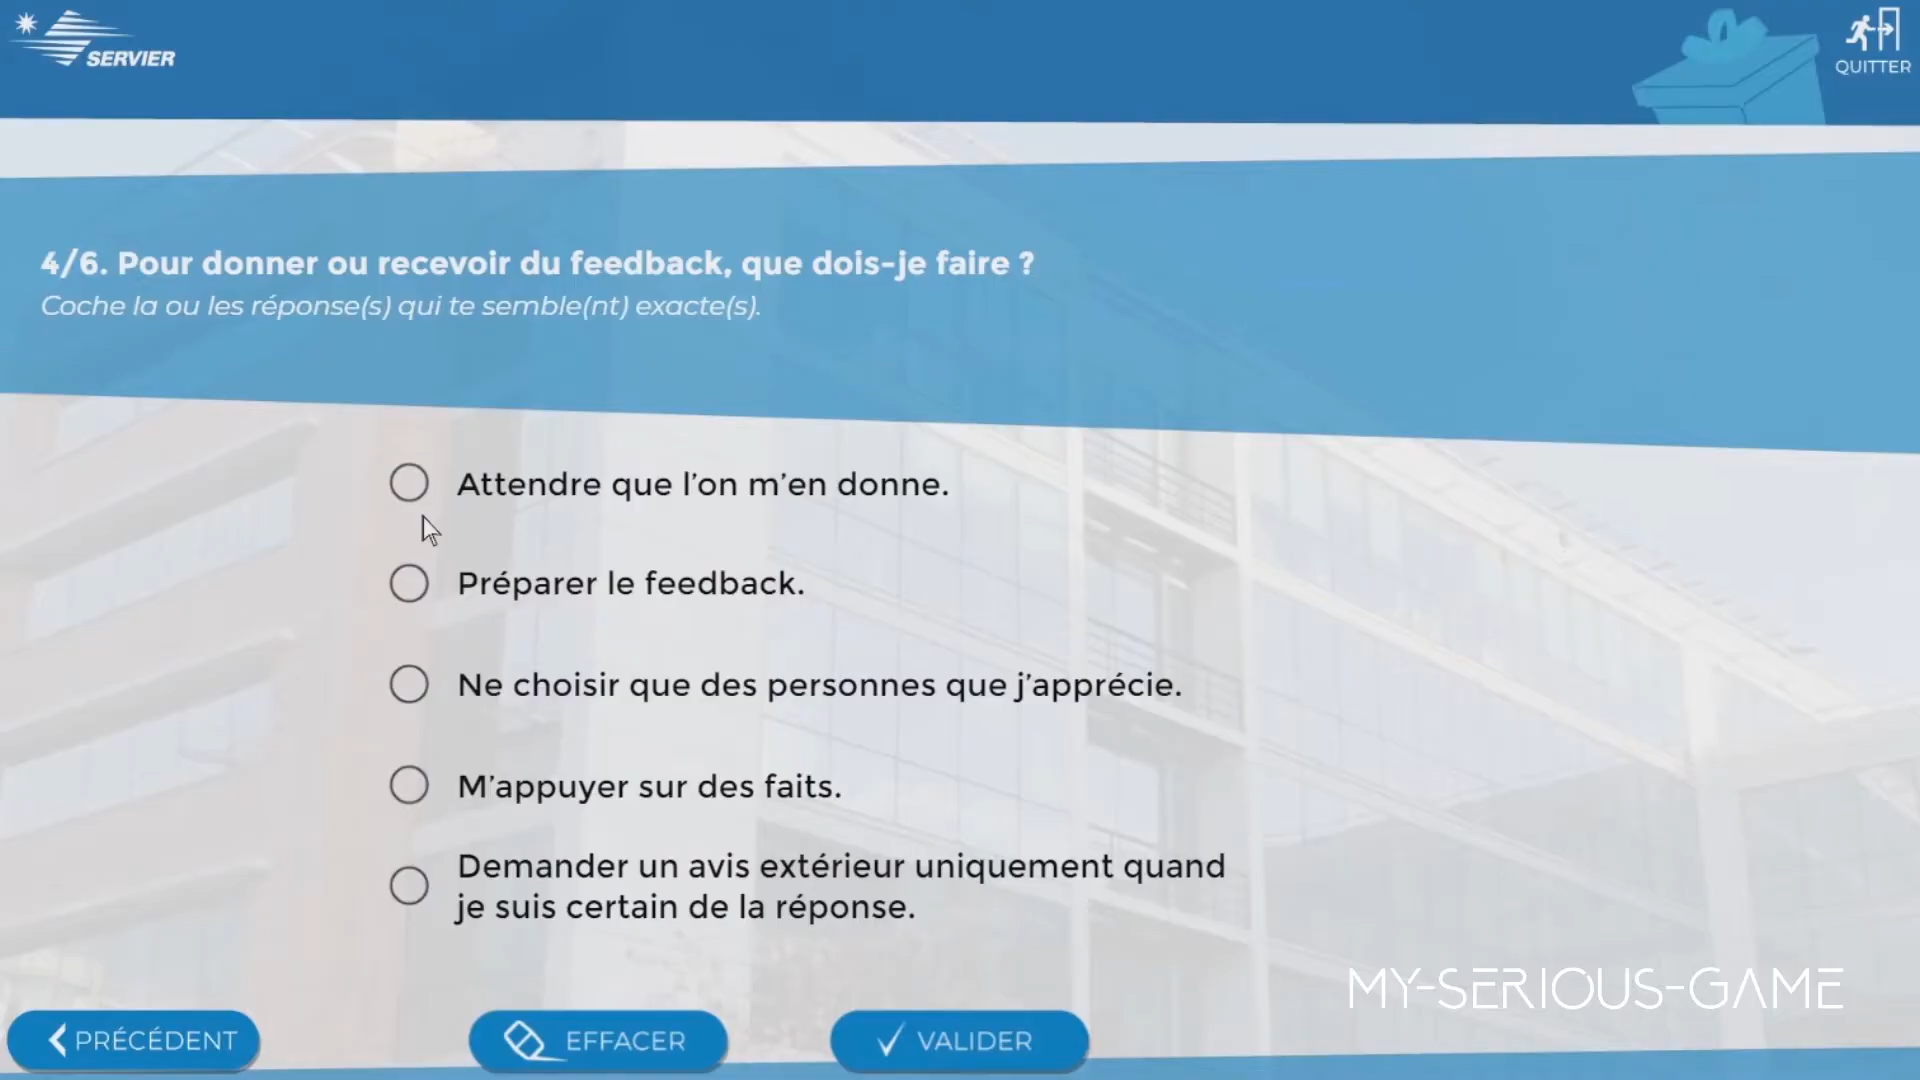 SERVIER
QUITTER
4/6. Pour donner ou recevoir du feedback, que dois-je faire ?
Coche la ou les réponse(s) qui te semble(nt) exacte(s).
Attendre que l’on m’en donne.
Préparer le feedback.
Ne choisir que des personnes que j’apprécie.
M’appuyer sur des faits.
Demander un avis extérieur uniquement quand
je suis certain de la réponse.
MY-SERIOUS-GAME
PRÉCÉDENT
EFFACER
VALIDER